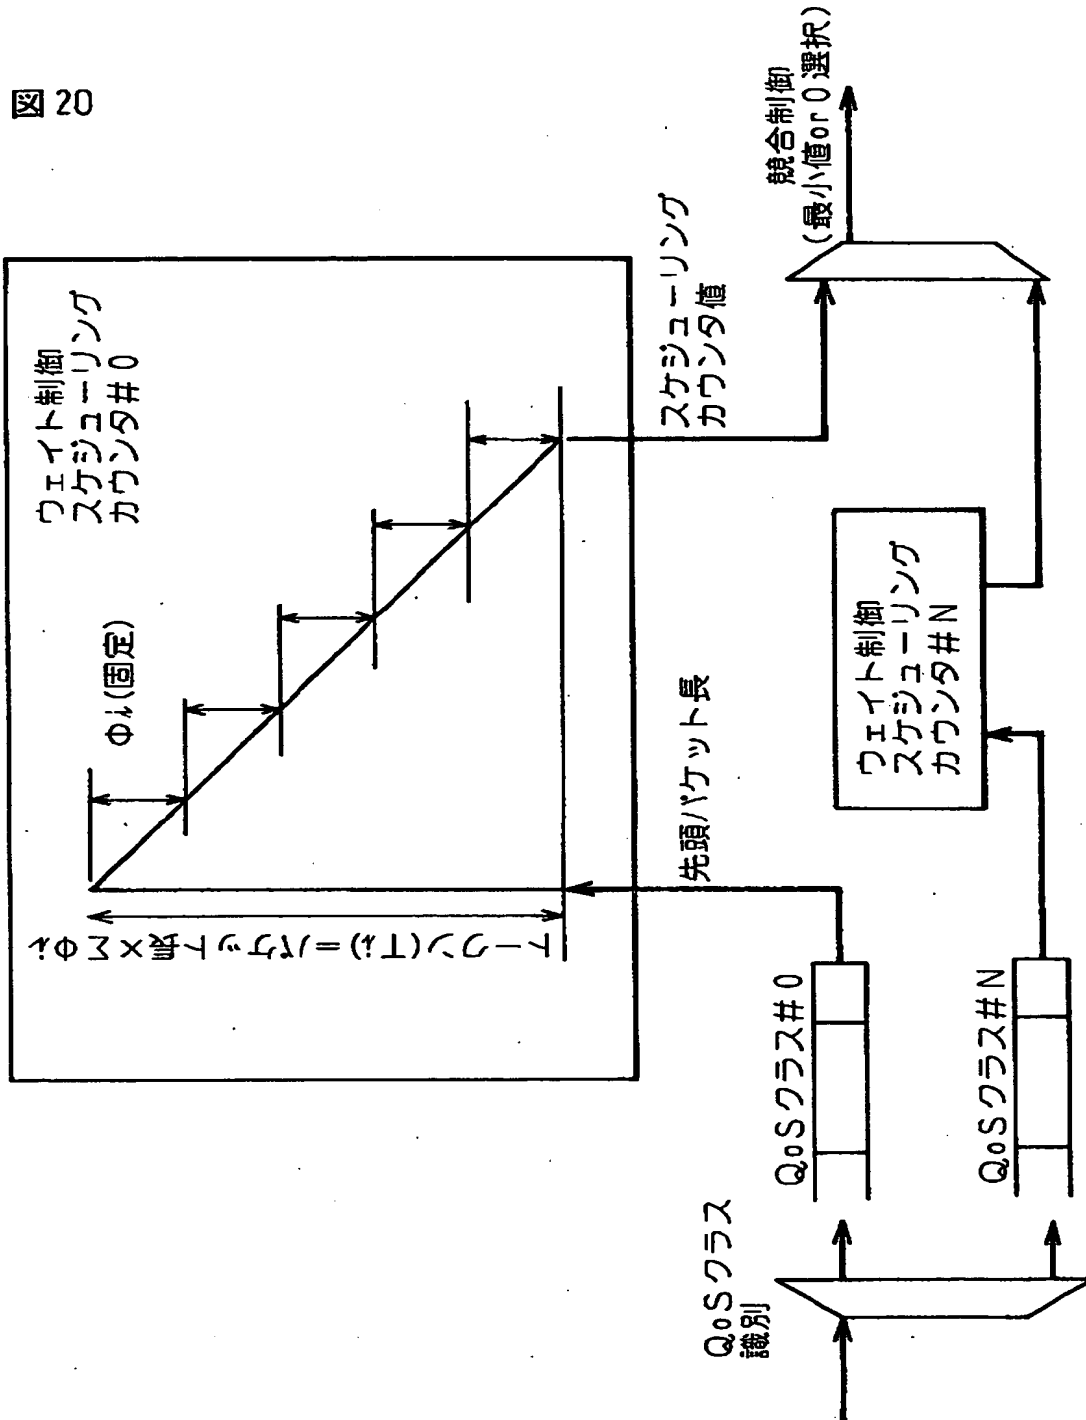 図20
ウェイト制御
スケジューリング
カウンタ#0
Φi(固定)
トークン(Ti)=パケット長×ΣΦi
先頭パケット長
スケジューリング
カウンタ値
競合制御
(最小値or0選択)
ウェイト制御
スケジューリング
カウンタ#N
QoSクラス#0
QoSクラス#N
QoSクラス
識別